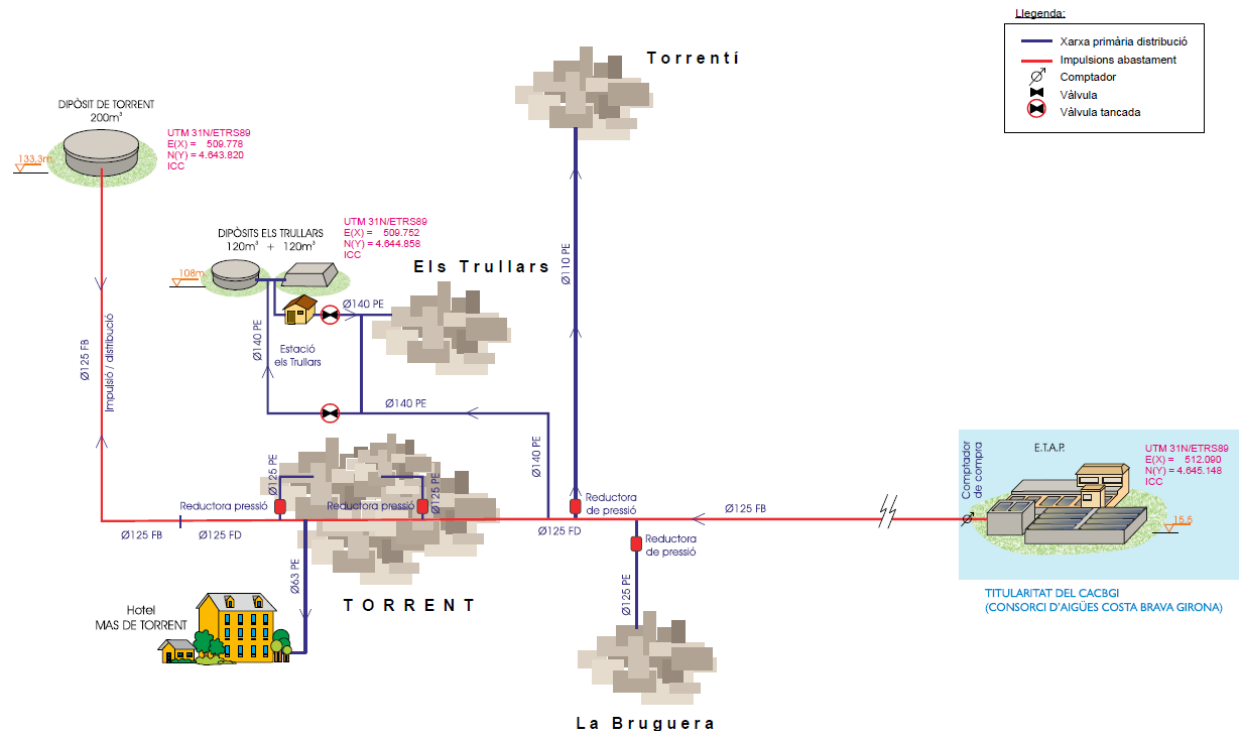 Llegenda:
Xarxa primària distribució
Impulsions abastament
Comptador
Vàlvula
Vàlvula tancada
Torrentí
DIPÒSIT DE TORRENT
200m³
UTM 31N/ETRS89
E(X) = 509.778
N(Y) = 4.643.820
ICC
133,3m
DIPÒSITS ELS TRULLARS
120m³ + 120m³
UTM 31N/ETRS89
E(X) = 509.752
N(Y) = 4.644.858
ICC
108m
Els Trullars
Ø110 PE
Ø140 PE
Ø140 PE
Estació
els Trullars
Ø125 FB
Impulsió / distribució
Ø140 PE
Ø140 PE
Ø125 PE
Ø125 PE
Reductora pressió
Reductora pressió
Reductora
de pressió
Ø125 FB
Ø125 FB
Ø125 FD
Ø125 FD
Reductora
de pressió
Comptador
de compra
E.T.A.P.
UTM 31N/ETRS89
E(X) = 512.090
N(Y) = 4.645.148
ICC
15,5
TITULARITAT DEL CACBGI
(CONSORCI D'AIGÜES COSTA BRAVA GIRONA)
Ø63 PE
Ø125 PE
TORRENT
Hotel
MAS DE TORRENT
La Bruguera